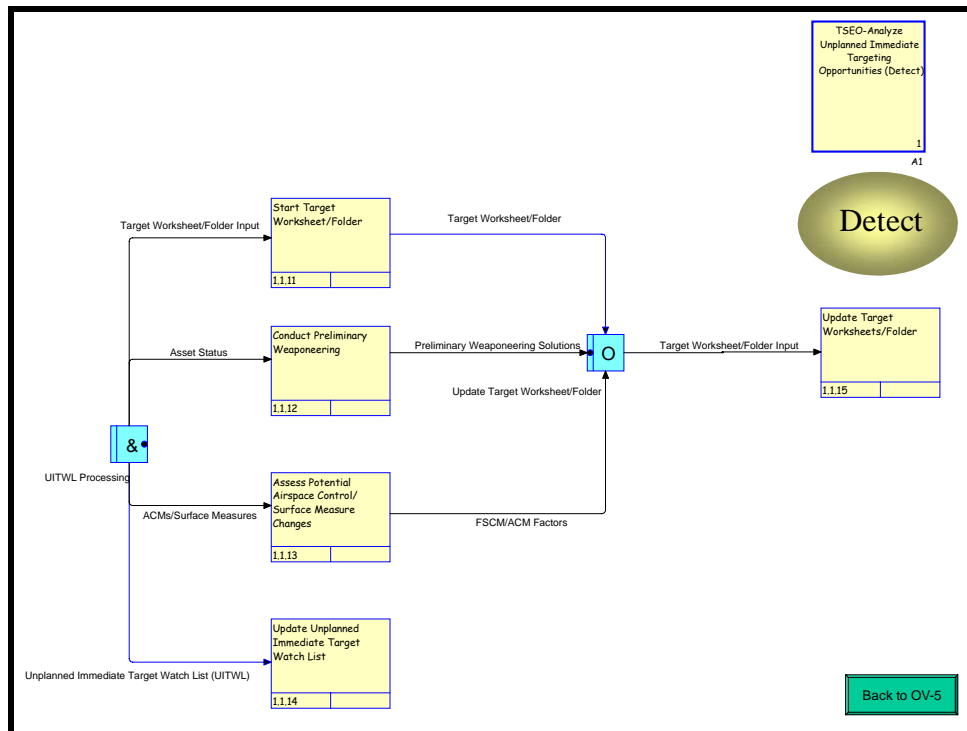 TSEO-Analyze
Unplanned Immediate
Targeting
Opportunities (Detect)
1
A1
Detect
Target Worksheet/Folder Input
Start Target
Worksheet/Folder
1.1.11
Target Worksheet/Folder
Asset Status
Conduct Preliminary
Weaponeering
1.1.12
Preliminary Weaponeering Solutions
O
Update Target Worksheet/Folder
Target Worksheet/Folder Input
Update Target
Worksheets/Folder
1.1.15
&
UITWL Processing
ACMs/Surface Measures
Assess Potential
Airspace Control/
Surface Measure
Changes
1.1.13
FSCM/ACM Factors
Unplanned Immediate Target Watch List (UITWL)
Update Unplanned
Immediate Target
Watch List
1.1.14
Back to OV-5